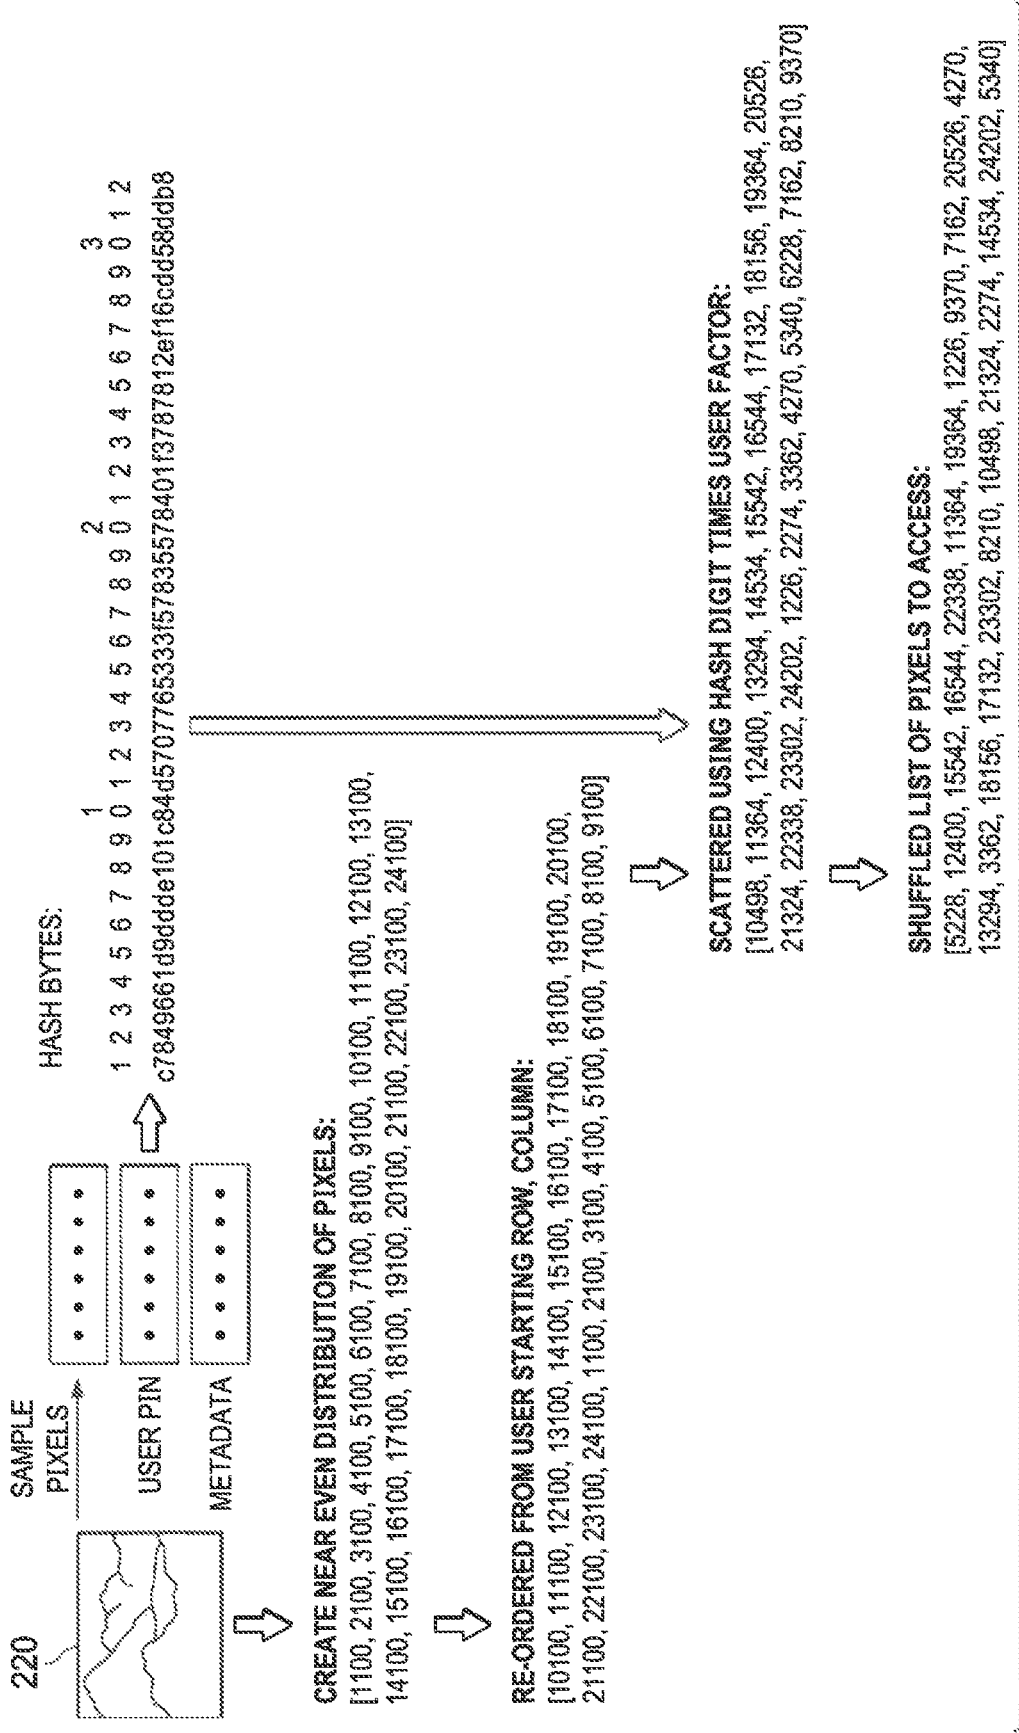 220
SAMPLE
PIXELS
USER PIN
METADATA
HASH BYTES:
1 2 3
1 2 3 4 5 6 7 8 9 0 1 2 3 4 5 6 7 8 9 0 1 2 3 4 5 6 7 8 9 0 1 2
c7849661d9ddde101c84d5707765333f57835578401f3787812ef16cdd58ddb8
CREATE NEAR EVEN DISTRIBUTION OF PIXELS:
[1100, 2100, 3100, 4100, 5100, 6100, 7100, 8100, 9100, 10100, 11100, 12100, 13100,
14100, 15100, 16100, 17100, 18100, 19100, 20100, 21100, 22100, 23100, 24100]
RE-ORDERED FROM USER STARTING ROW, COLUMN:
[10100, 11100, 12100, 13100, 14100, 15100, 16100, 17100, 18100, 19100, 20100,
21100, 22100, 23100, 24100, 1100, 2100, 3100, 4100, 5100, 6100, 7100, 8100, 9100]
SCATTERED USING HASH DIGIT TIMES USER FACTOR:
[10498, 11364, 12400, 13294, 14534, 15542, 16544, 17132, 18156, 19364, 20526,
21324, 22338, 23302, 24202, 1226, 2274, 3362, 4270, 5340, 6228, 7162, 8210, 9370]
SHUFFLED LIST OF PIXELS TO ACCESS:
[5228, 12400, 15542, 16544, 22338, 11364, 19364, 1226, 9370, 7162, 20526, 4270,
13294, 3362, 18156, 17132, 23302, 8210, 10498, 21324, 2274, 14534, 24202, 5340]